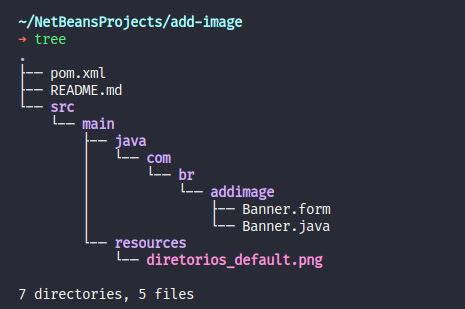 ~/NetBeansProjects/add-image
➜ tree
.
├── pom.xml
├── README.md
└── src
    └── main
        ├── java
        │   └── com
        │       └── br
        │           └── addimage
        │               ├── Banner.form
        │               └── Banner.java
        └── resources
            └── diretorios_default.png

7 directories, 5 files